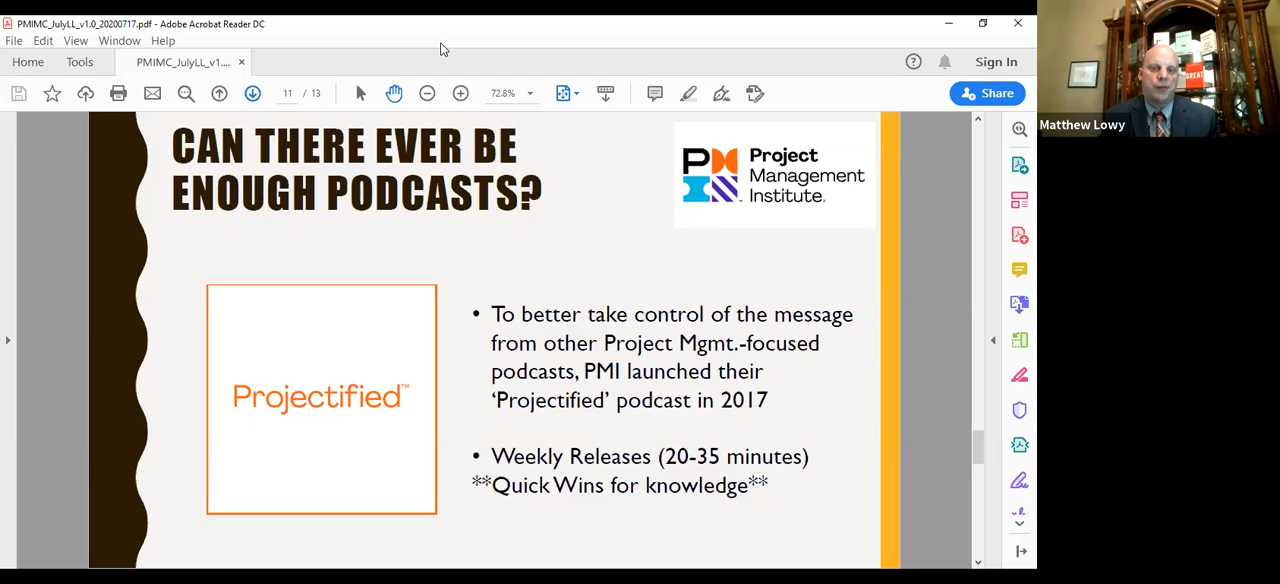 PMIMC_JulyLL_v1.0_20200717.pdf - Adobe Acrobat Reader DC
File Edit View Window Help
Home Tools PMIMC_JulyLL_v1.... × Sign In
11 / 13 72.8% Share
Matthew Lowy
GREAT
CAN THERE EVER BE
ENOUGH PODCASTS?
PM
Project
Management
Institute.
Projectified™
• To better take control of the message
from other Project Mgmt.-focused
podcasts, PMI launched their
‘Projectified’ podcast in 2017
• Weekly Releases (20-35 minutes)
**Quick Wins for knowledge**